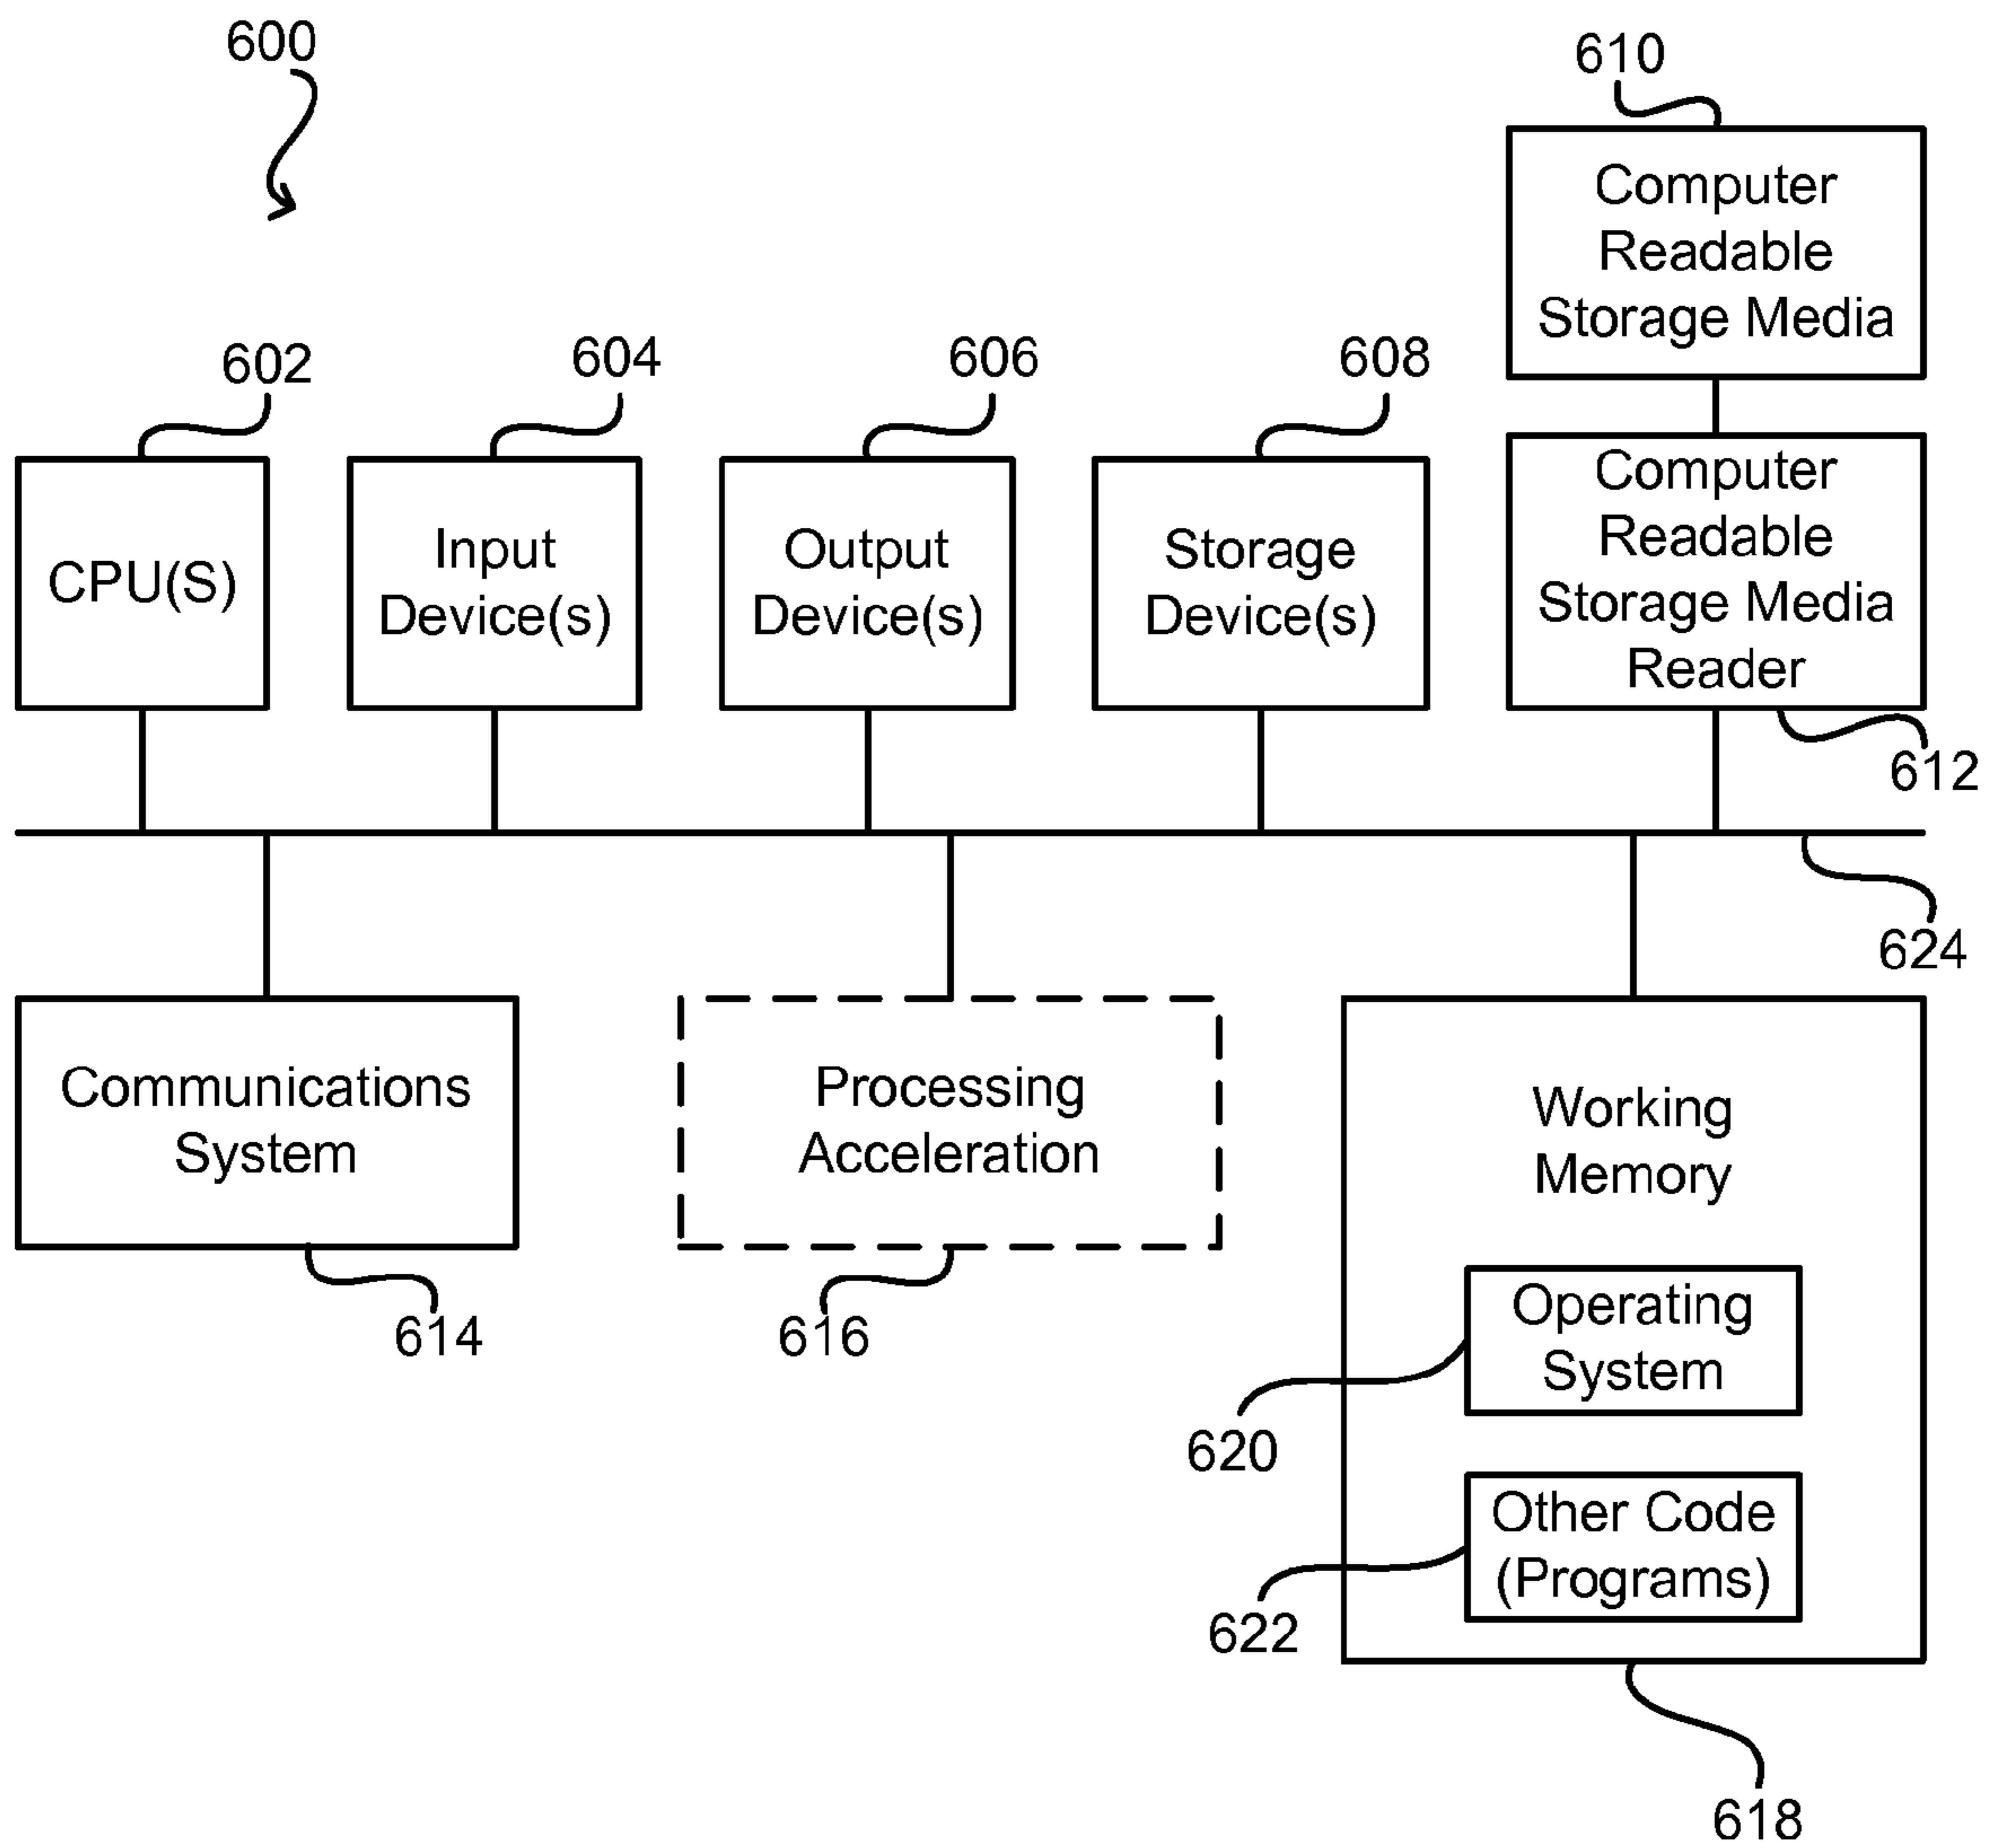 600
610
Computer
Readable
Storage Media
602
604
606
608
CPU(S)
Input
Device(s)
Output
Device(s)
Storage
Device(s)
Computer
Readable
Storage Media
Reader
612
624
Communications
System
614
Processing
Acceleration
616
Working
Memory
Operating
System
620
Other Code
(Programs)
622
618